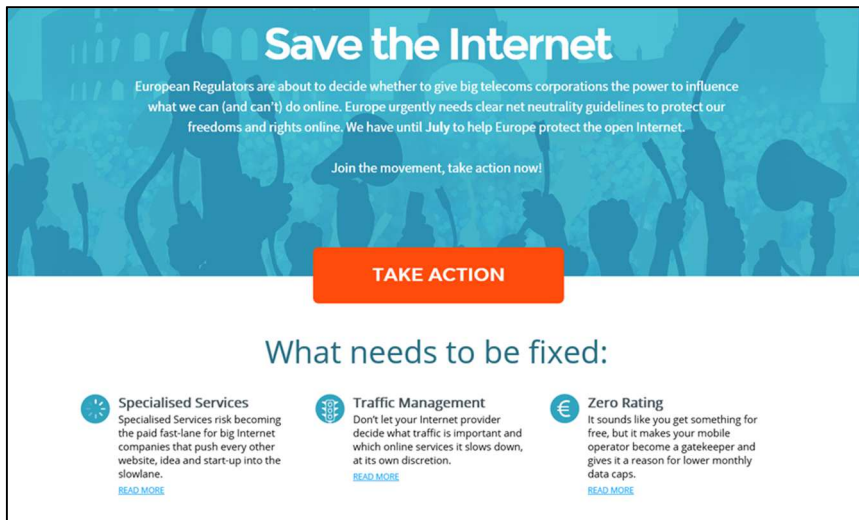 Save the Internet
European Regulators are about to decide whether to give big telecoms corporations the power to influence
what we can (and can't) do online. Europe urgently needs clear net neutrality guidelines to protect our
freedoms and rights online. We have until July to help Europe protect the open Internet.
Join the movement, take action now!
TAKE ACTION
What needs to be fixed:
Specialised Services
Specialised Services risk becoming
the paid fast-lane for big Internet
companies that push every other
website, idea and start-up into the
slowlane.
READ MORE
Traffic Management
Don't let your Internet provider
decide what traffic is important and
which online services it slows down,
at its own discretion.
READ MORE
€
Zero Rating
It sounds like you get something for
free, but it makes your mobile
operator become a gatekeeper and
gives it a reason for lower monthly
data caps.
READ MORE